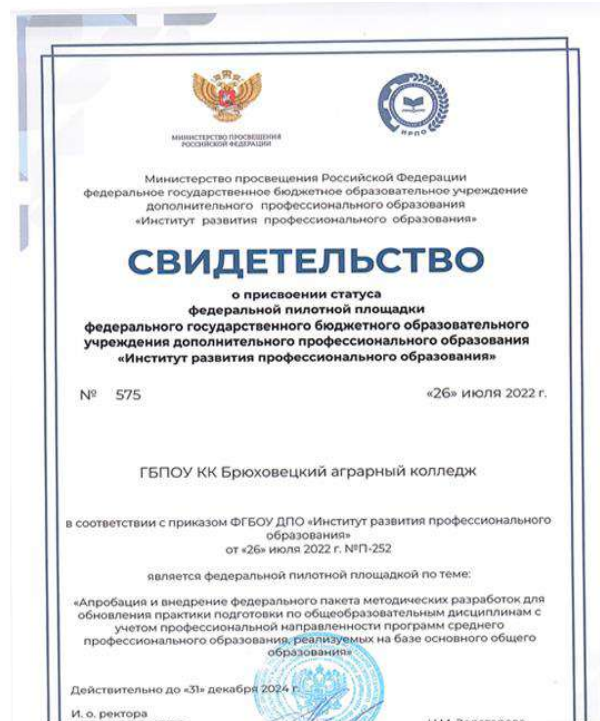 МИНИСТЕРСТВО ПРОСВЕЩЕНИЯ
РОССИЙСКОЙ ФЕДЕРАЦИИ
ИРПО
Министерство просвещения Российской Федерации
федеральное государственное бюджетное образовательное учреждение
дополнительного профессионального образования
«Институт развития профессионального образования»
СВИДЕТЕЛЬСТВО
о присвоении статуса
федеральной пилотной площадки
федерального государственного бюджетного образовательного
учреждения дополнительного профессионального образования
«Институт развития профессионального образования»
№ 575 «26» июля 2022 г.
ГБПОУ КК Брюховецкий аграрный колледж
в соответствии с приказом ФГБОУ ДПО «Институт развития профессионального
образования»
от «26» июля 2022 г. №П-252
является федеральной пилотной площадкой по теме:
«Апробация и внедрение федерального пакета методических разработок для
обновления практики подготовки по общеобразовательным дисциплинам с
учетом профессиональной направленности программ среднего
профессионального образования, реализуемых на базе основного общего
образования»
Действительно до «31» декабря 2024 г.
И. о. ректора